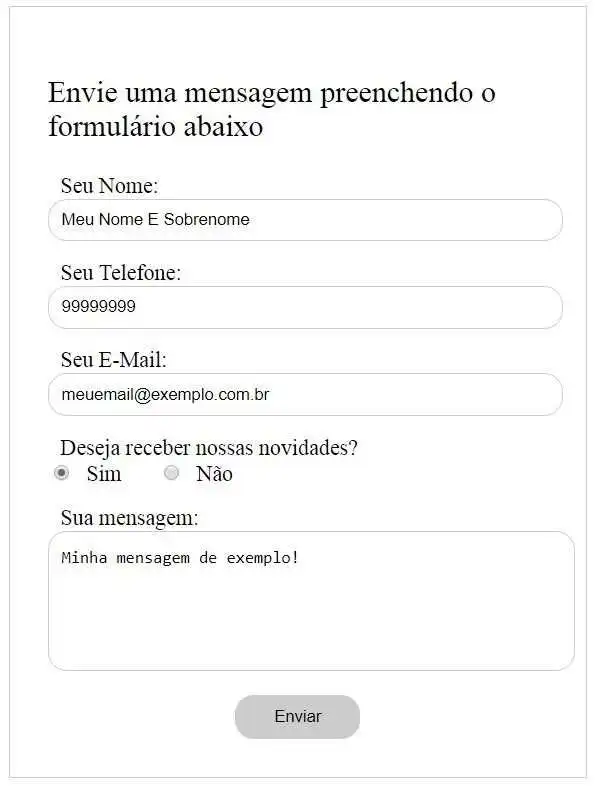 Envie uma mensagem preenchendo o
formulário abaixo
Seu Nome:
Meu Nome E Sobrenome
Seu Telefone:
99999999
Seu E-Mail:
meuemail@exemplo.com.br
Deseja receber nossas novidades?
Sim Não
Sua mensagem:
Minha mensagem de exemplo!
Enviar